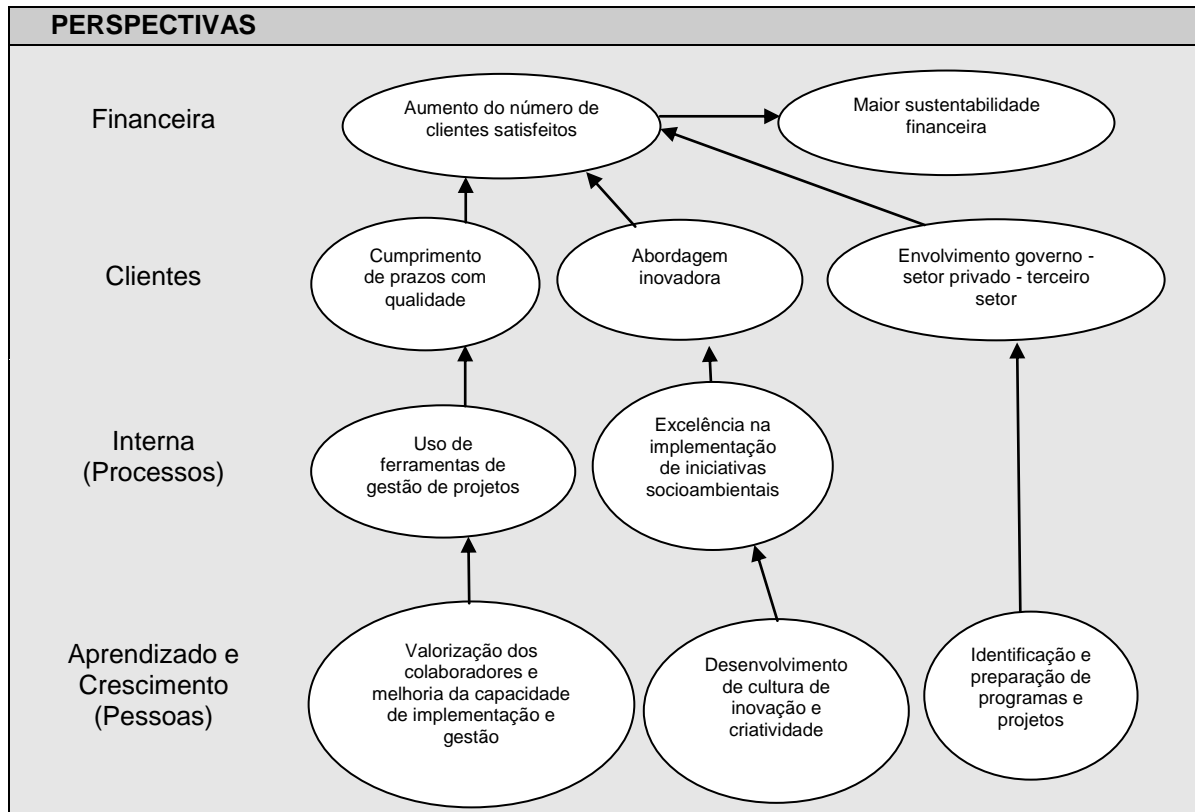 PERSPECTIVAS
Financeira
Aumento do número de
clientes satisfeitos
Maior sustentabilidade
financeira
Clientes
Cumprimento
de prazos com
qualidade
Abordagem
inovadora
Envolvimento governo -
setor privado - terceiro
setor
Interna
(Processos)
Uso de
ferramentas de
gestão de projetos
Excelência na
implementação
de iniciativas
socioambientais
Aprendizado e
Crescimento
(Pessoas)
Valorização dos
colaboradores e
melhoria da capacidade
de implementação e
gestão
Desenvolvimento
de cultura de
inovação e
criatividade
Identificação e
preparação de
programas e
projetos